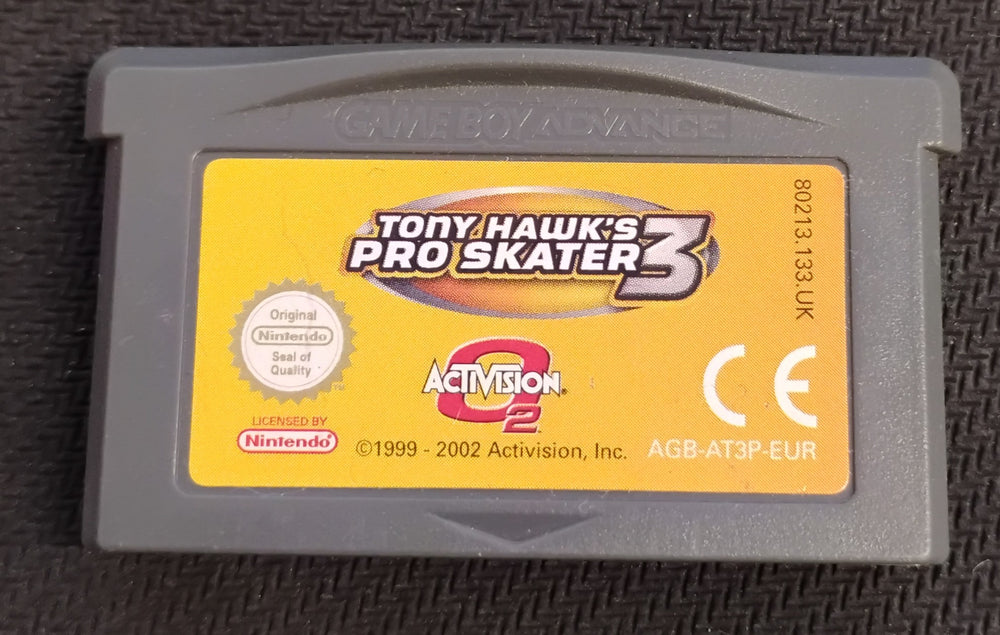 GAME BOY ADVANCE
TONY HAWK'S
PRO SKATER 3
80213.133.UK
Original
Nintendo
Seal of
Quality
TM
LICENSED BY
Nintendo®
ACTIVISION®
O2
©1999 - 2002 Activision, Inc.
CE
AGB-AT3P-EUR